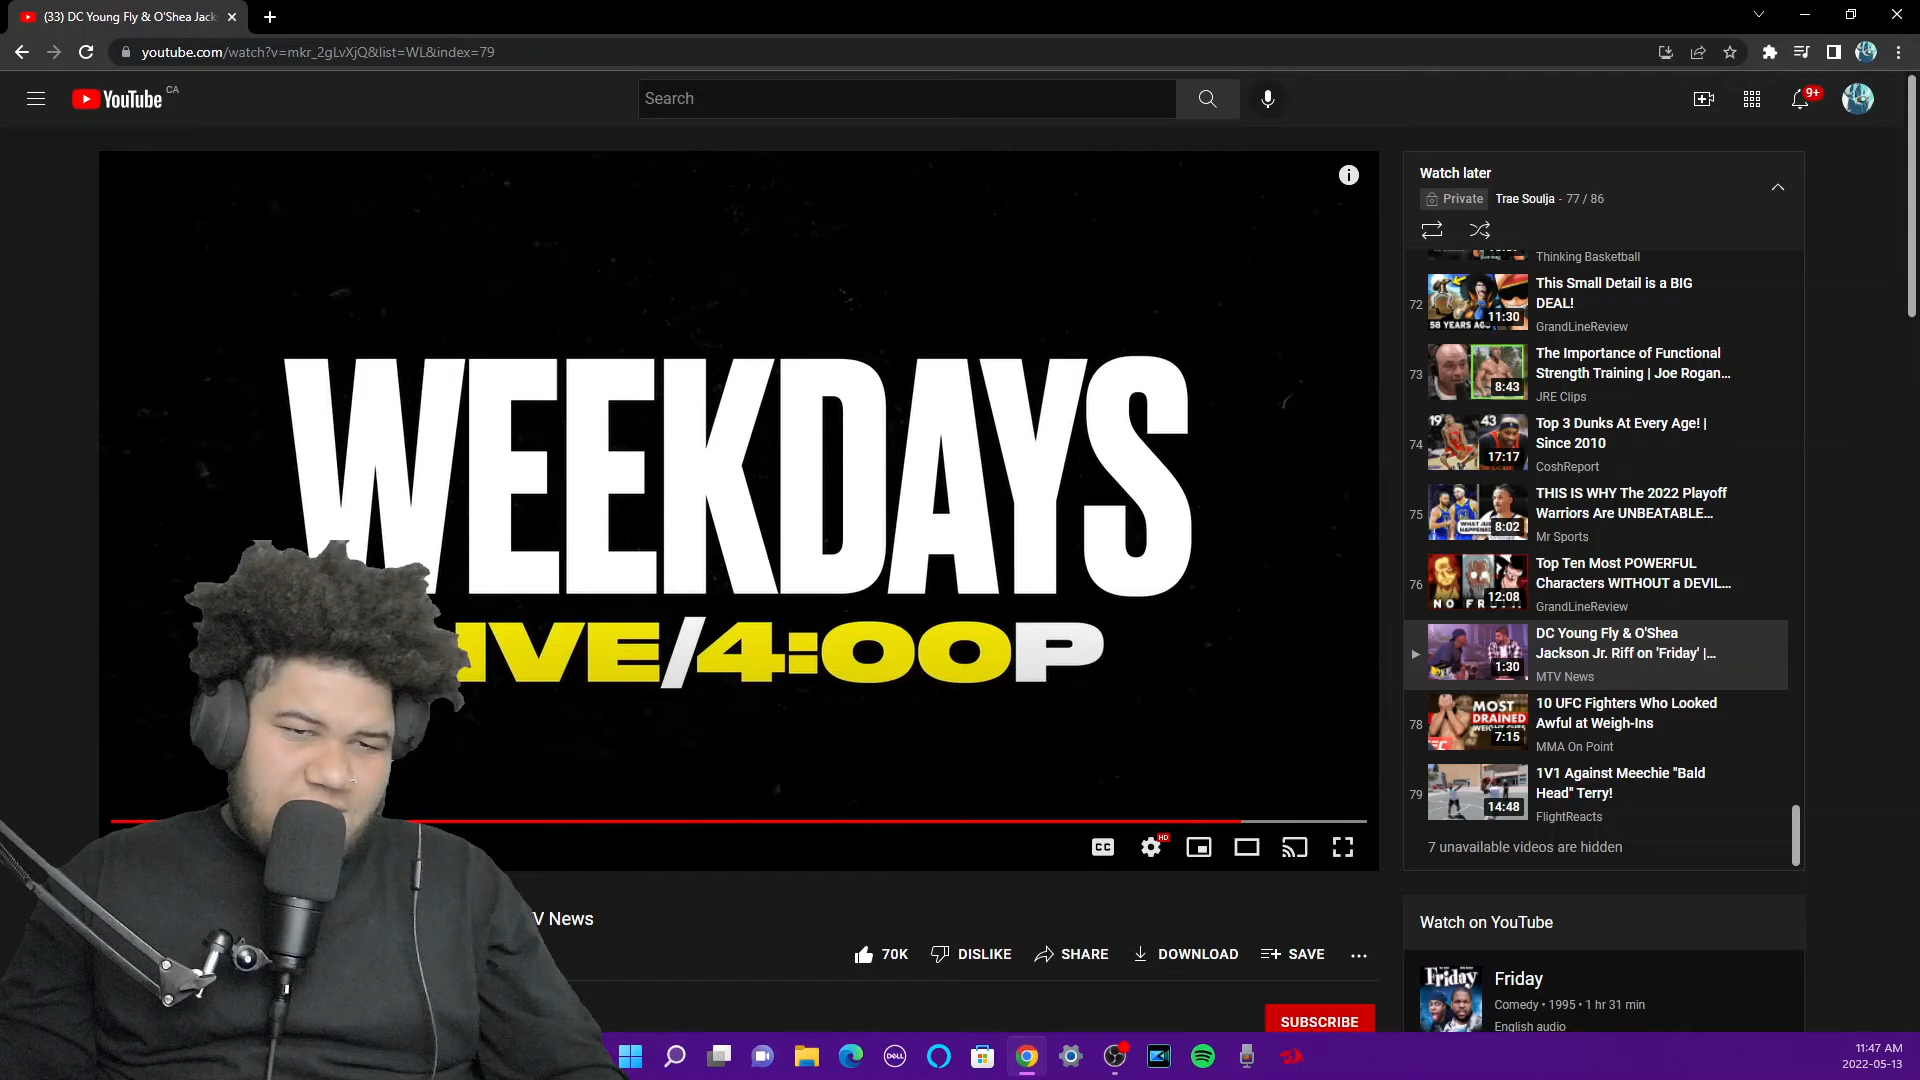 (33) DC Young Fly & O'Shea Jack
youtube.com/watch?v=mkr_2gLvXjQ&list=WL&index=79
YouTube CA
Search
9+
WEEKDAYS
IVE/4:00P
CC
HD
V News
70K
DISLIKE
SHARE
DOWNLOAD
SAVE
SUBSCRIBE
Watch later
Private
Trae Soulja - 77 / 86
Thinking Basketball
72
58 YEARS AGO
11:30
This Small Detail is a BIG
DEAL!
GrandLineReview
73
8:43
The Importance of Functional
Strength Training | Joe Rogan...
JRE Clips
74
19
43
17:17
Top 3 Dunks At Every Age! |
Since 2010
CoshReport
75
8:02
THIS IS WHY The 2022 Playoff
Warriors Are UNBEATABLE...
Mr Sports
76
NO FRUIT
12:08
Top Ten Most POWERFUL
Characters WITHOUT a DEVIL...
GrandLineReview
1:30
DC Young Fly & O'Shea
Jackson Jr. Riff on 'Friday' |...
MTV News
78
MOST
DRAINED
WEIGHT CUTS
7:15
10 UFC Fighters Who Looked
Awful at Weigh-Ins
MMA On Point
79
14:48
1V1 Against Meechie "Bald
Head" Terry!
FlightReacts
7 unavailable videos are hidden
Watch on YouTube
Friday
Friday
Comedy • 1995 • 1 hr 31 min
English audio
DELL
11:47 AM
2022-05-13